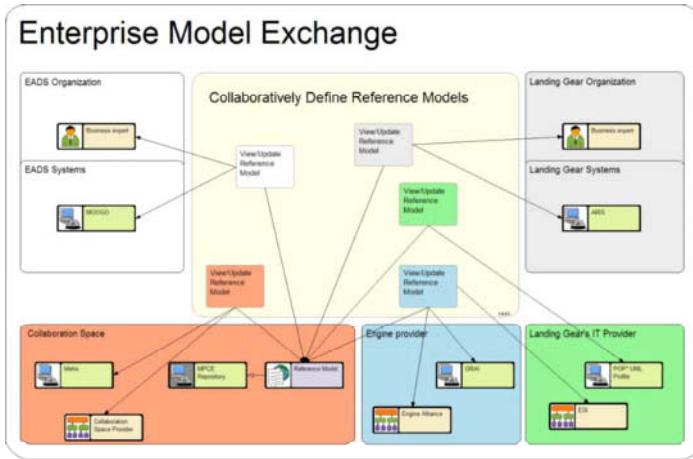 Enterprise Model Exchange
EADS Organization
Business expert
EADS Systems
MOOGO
Collaboratively Define Reference Models
View/Update
Reference
Model
View/Update
Reference
Model
View/Update
Reference
Model
View/Update
Reference
Model
View/Update
Reference
Model
Landing Gear Organization
Business expert
Landing Gear Systems
ARIS
Collaboration Space
Metis
MPCE
Repository
Reference Model
Collaboration
Space Provider
Engine provider
GRAI
Engine Alliance
Landing Gear's IT Provider
POP* UML
Profile
ESI